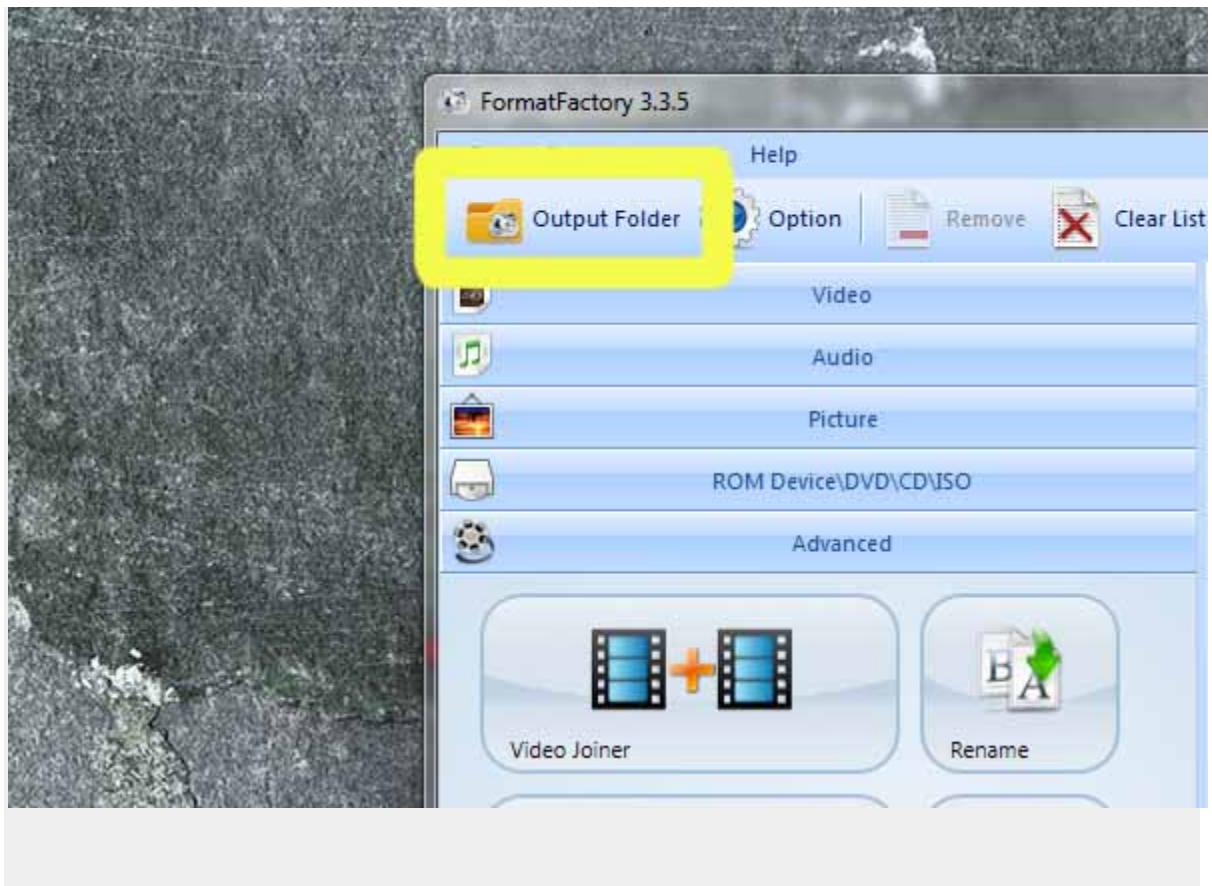 FormatFactory 3.3.5
Help
Output Folder Option Remove Clear List
Video
Audio
Picture
ROM Device\DVD\CD\ISO
Advanced
Video Joiner Rename